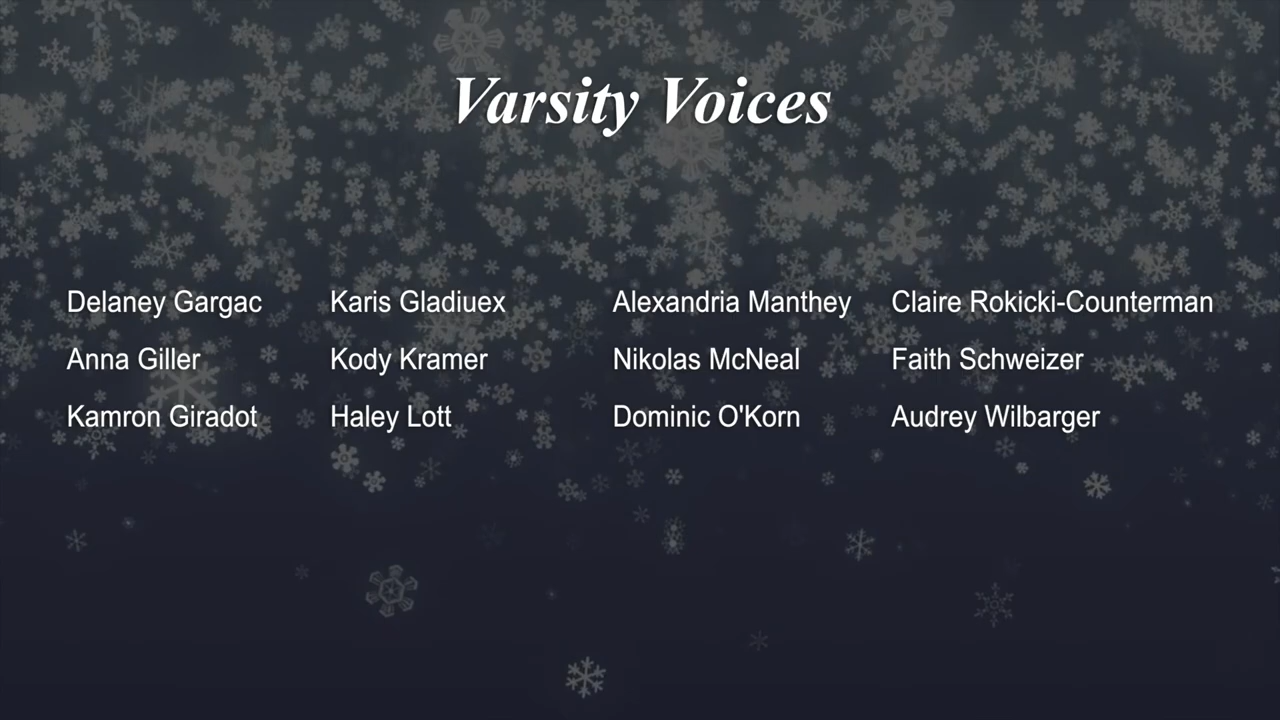 Varsity Voices
Delaney Gargac
Anna Giller
Kamron Giradot
Karis Gladiuex
Kody Kramer
Haley Lott
Alexandria Manthey
Nikolas McNeal
Dominic O'Korn
Claire Rokicki-Counterman
Faith Schweizer
Audrey Wilbarger